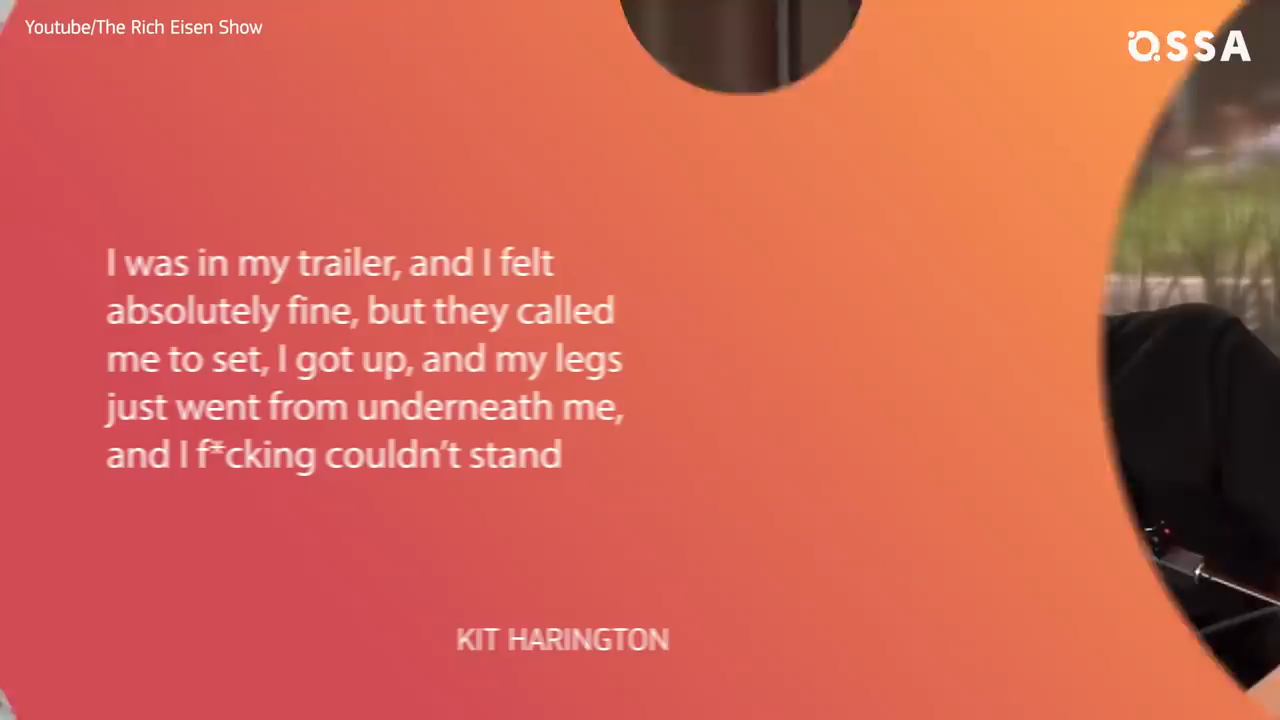 Youtube/The Rich Eisen Show
OSSA
I was in my trailer, and I felt
absolutely fine, but they called
me to set, I got up, and my legs
just went from underneath me,
and I f*cking couldn’t stand
KIT HARINGTON